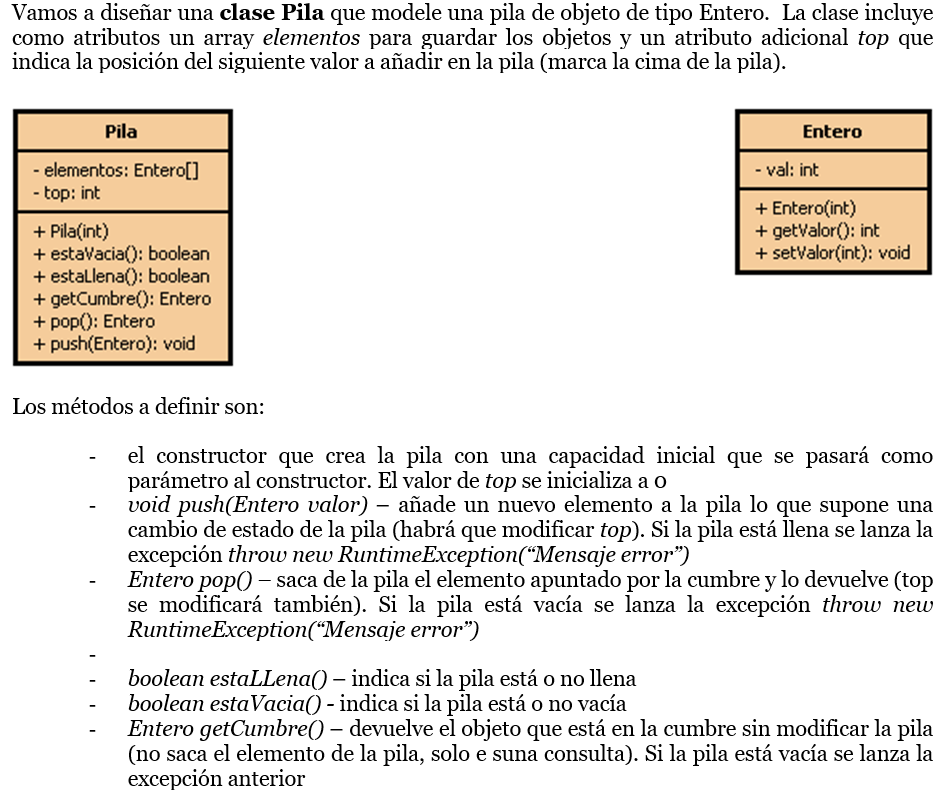 Vamos a diseñar una clase Pila que modele una pila de objeto de tipo Entero. La clase incluye
como atributos un array elementos para guardar los objetos y un atributo adicional top que
indica la posición del siguiente valor a añadir en la pila (marca la cima de la pila).
Pila
- elementos: Entero[]
- top: int
+ Pila(int)
+ estaVacia(): boolean
+ estaLlena(): boolean
+ getCumbre(): Entero
+ pop(): Entero
+ push(Entero): void
Entero
- val: int
+ Entero(int)
+ getValor(): int
+ setValor(int): void
Los métodos a definir son:
- el constructor que crea la pila con una capacidad inicial que se pasará como
parámetro al constructor. El valor de top se inicializa a 0
- void push(Entero valor) – añade un nuevo elemento a la pila lo que supone una
cambio de estado de la pila (habrá que modificar top). Si la pila está llena se lanza la
excepción throw new RuntimeException(“Mensaje error”)
- Entero pop() – saca de la pila el elemento apuntado por la cumbre y lo devuelve (top
se modificará también). Si la pila está vacía se lanza la excepción throw new
RuntimeException(“Mensaje error”)
-
- boolean estaLLena() – indica si la pila está o no llena
- boolean estaVacia() - indica si la pila está o no vacía
- Entero getCumbre() – devuelve el objeto que está en la cumbre sin modificar la pila
(no saca el elemento de la pila, solo e suna consulta). Si la pila está vacía se lanza la
excepción anterior